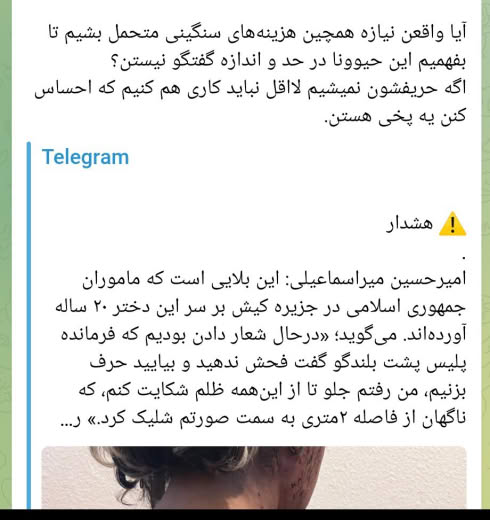 آیا واقعن نیازه همچین هزینه‌های سنگینی متحمل بشیم تا
بفهمیم این حیوونا در حد و اندازه گفتگو نیستن؟
اگه حریفشون نمیشیم لااقل نباید کاری هم کنیم که احساس
کنن یه پخی هستن.
Telegram
⚠️ هشدار
.
امیرحسین میراسماعیلی: این بلایی است که ماموران
جمهوری اسلامی در جزیره کیش بر سر این دختر ۲۰ ساله
آورده‌اند. می‌گوید؛ «درحال شعار دادن بودیم که فرمانده
پلیس پشت بلندگو گفت فحش ندهید و بیایید حرف
بزنیم، من رفتم جلو تا از این‌همه ظلم شکایت کنم، که
ناگهان از فاصله ۲متری به سمت صورتم شلیک کرد.» ر...